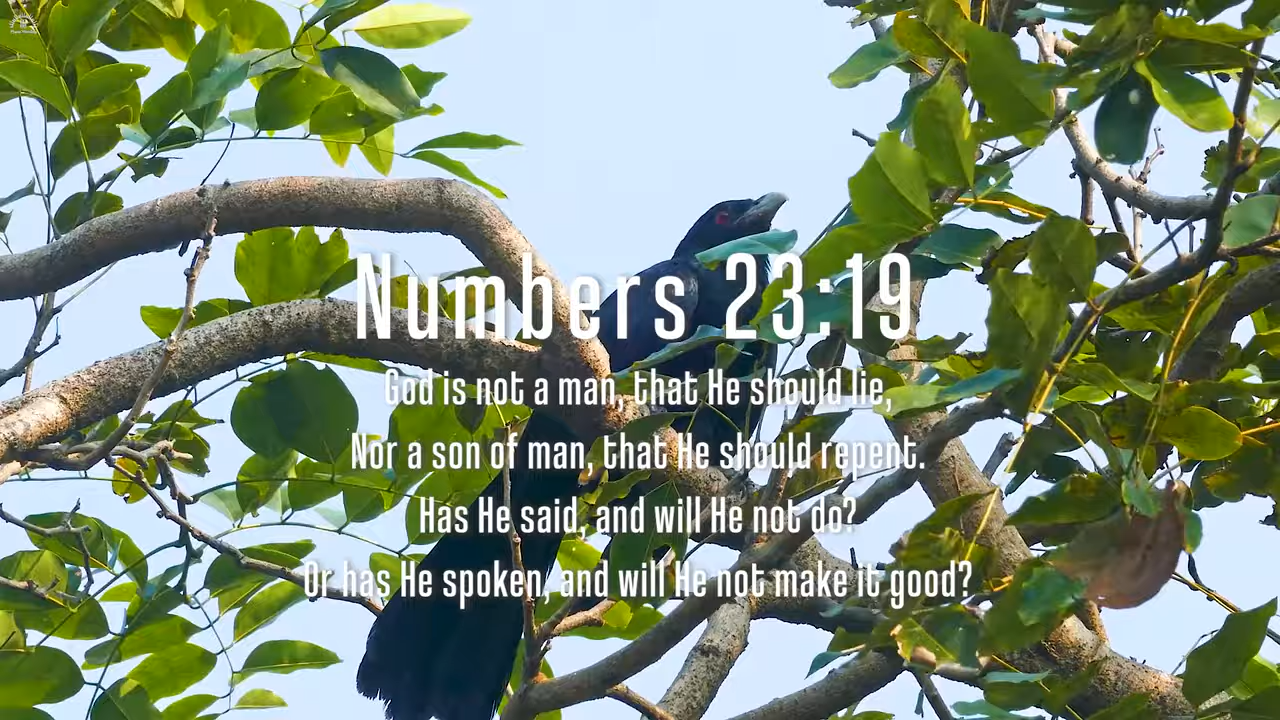 Numbers 23:19
God is not a man, that He should lie,
Nor a son of man, that He should repent.
Has He said, and will He not do?
Or has He spoken, and will He not make it good?